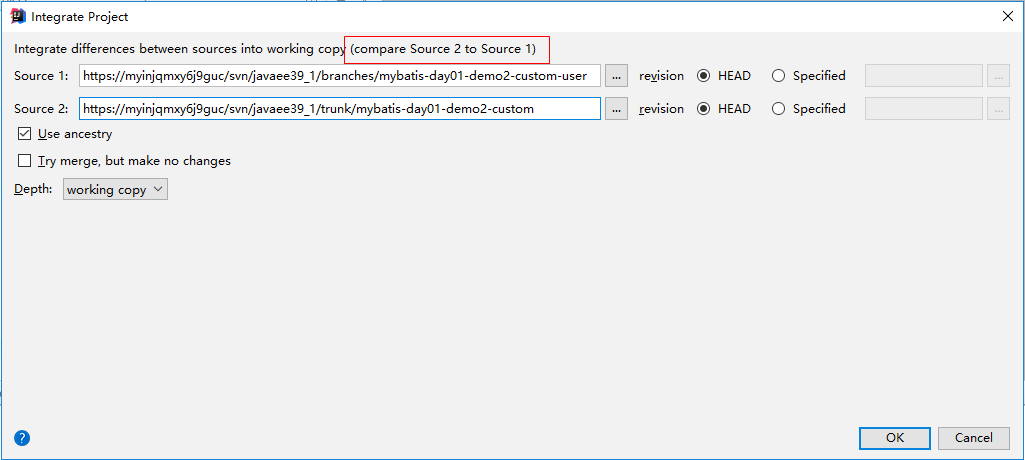 Integrate Project
Integrate differences between sources into working copy (compare Source 2 to Source 1)
Source 1: https://myinjqmxy6j9guc/svn/javaee39_1/branches/mybatis-day01-demo2-custom-user ... revision HEAD Specified ...
Source 2: https://myinjqmxy6j9guc/svn/javaee39_1/trunk/mybatis-day01-demo2-custom ... revision HEAD Specified ...
Use ancestry
Try merge, but make no changes
Depth: working copy
? OK Cancel